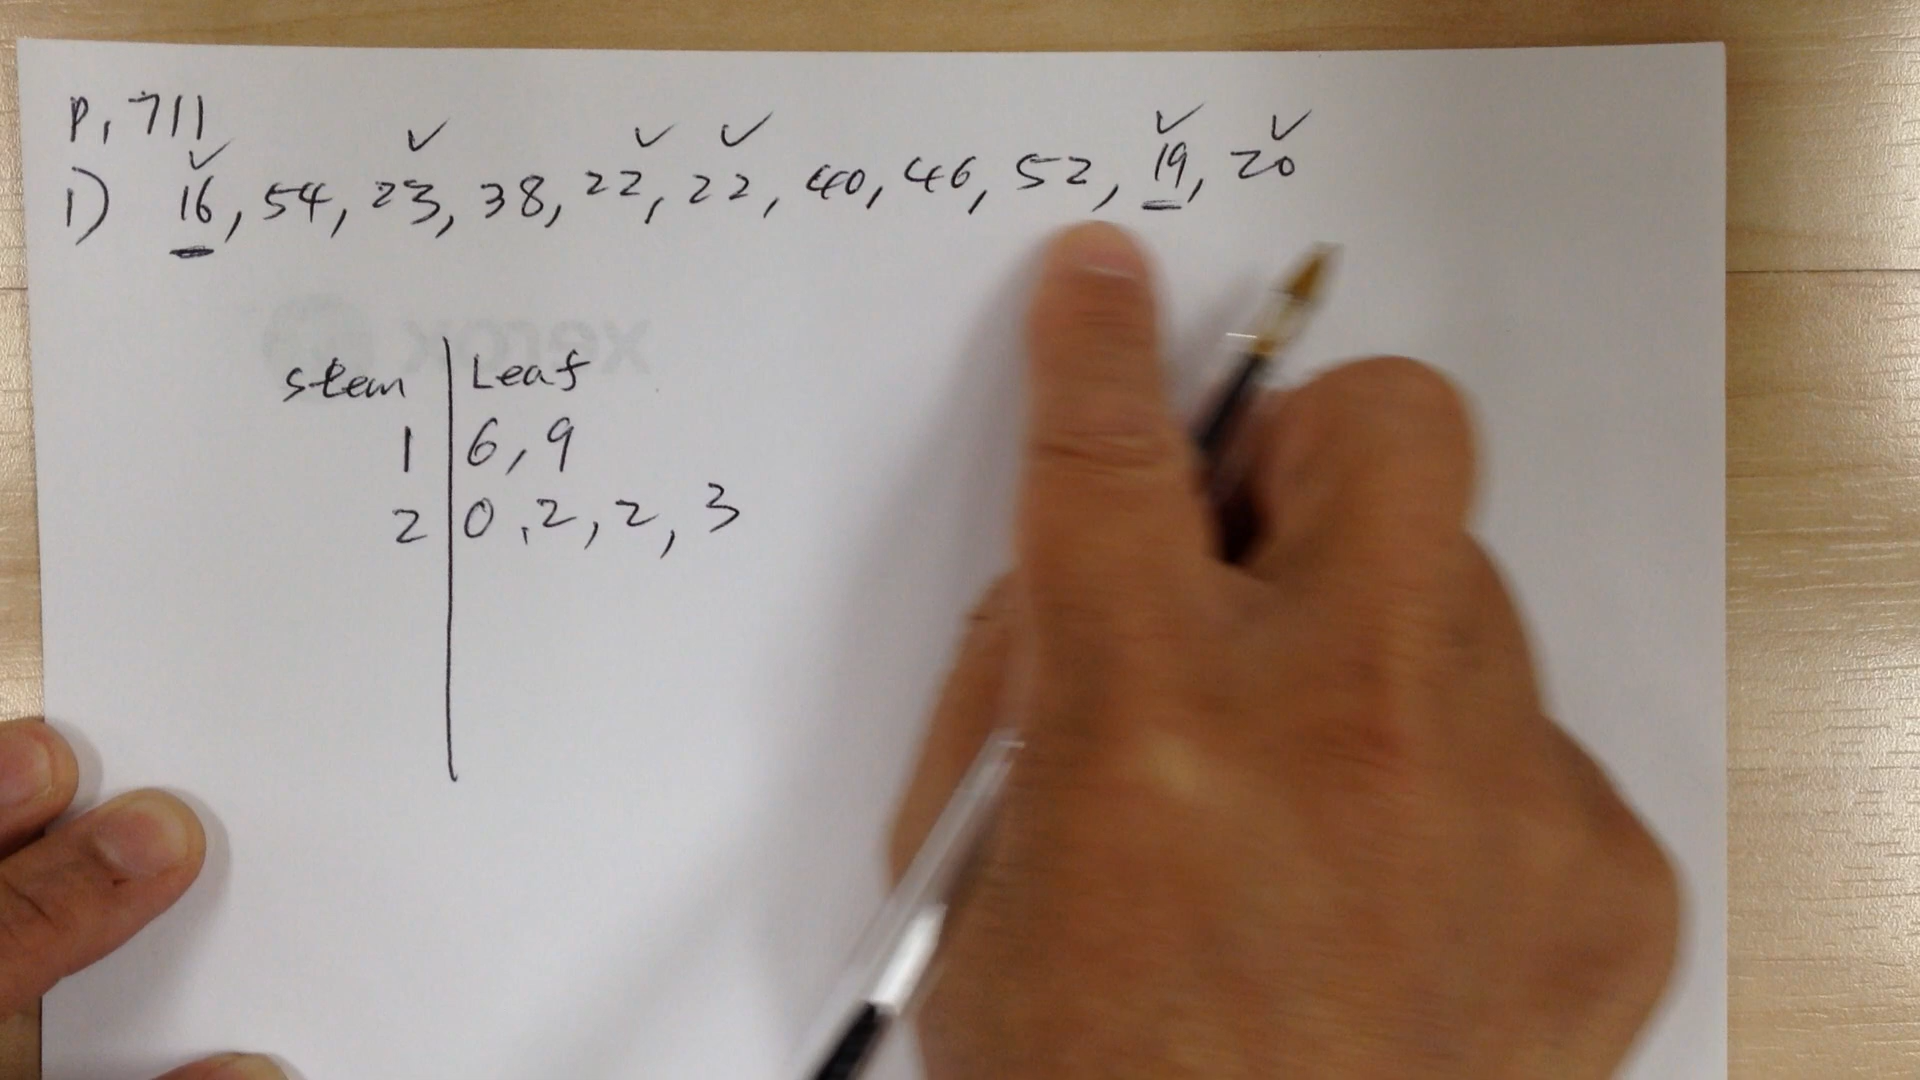 P. 711
1) 16, 54, 23, 38, 22, 22, 40, 46, 52, 19, 20
xerox
stem | Leaf
1 | 6, 9
2 | 0, 2, 2, 3